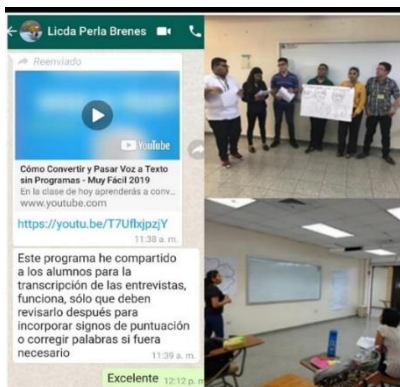 Licda Perla Brenes
Reenviado
YouTube
Cómo Convertir y Pasar Voz a Texto
sin Programas - Muy Fácil 2019
En la clase de hoy aprenderás a conv...
www.youtube.com
https://youtu.be/T7UflxjpzjY
11:38 a. m.
Este programa he compartido
a los alumnos para la
transcripción de las entrevistas,
funciona, sólo que deben
revisarlo después para
incorporar signos de puntuación
o corregir palabras si fuera
necesario
11:39 a. m.
Excelente 12:12 p. m